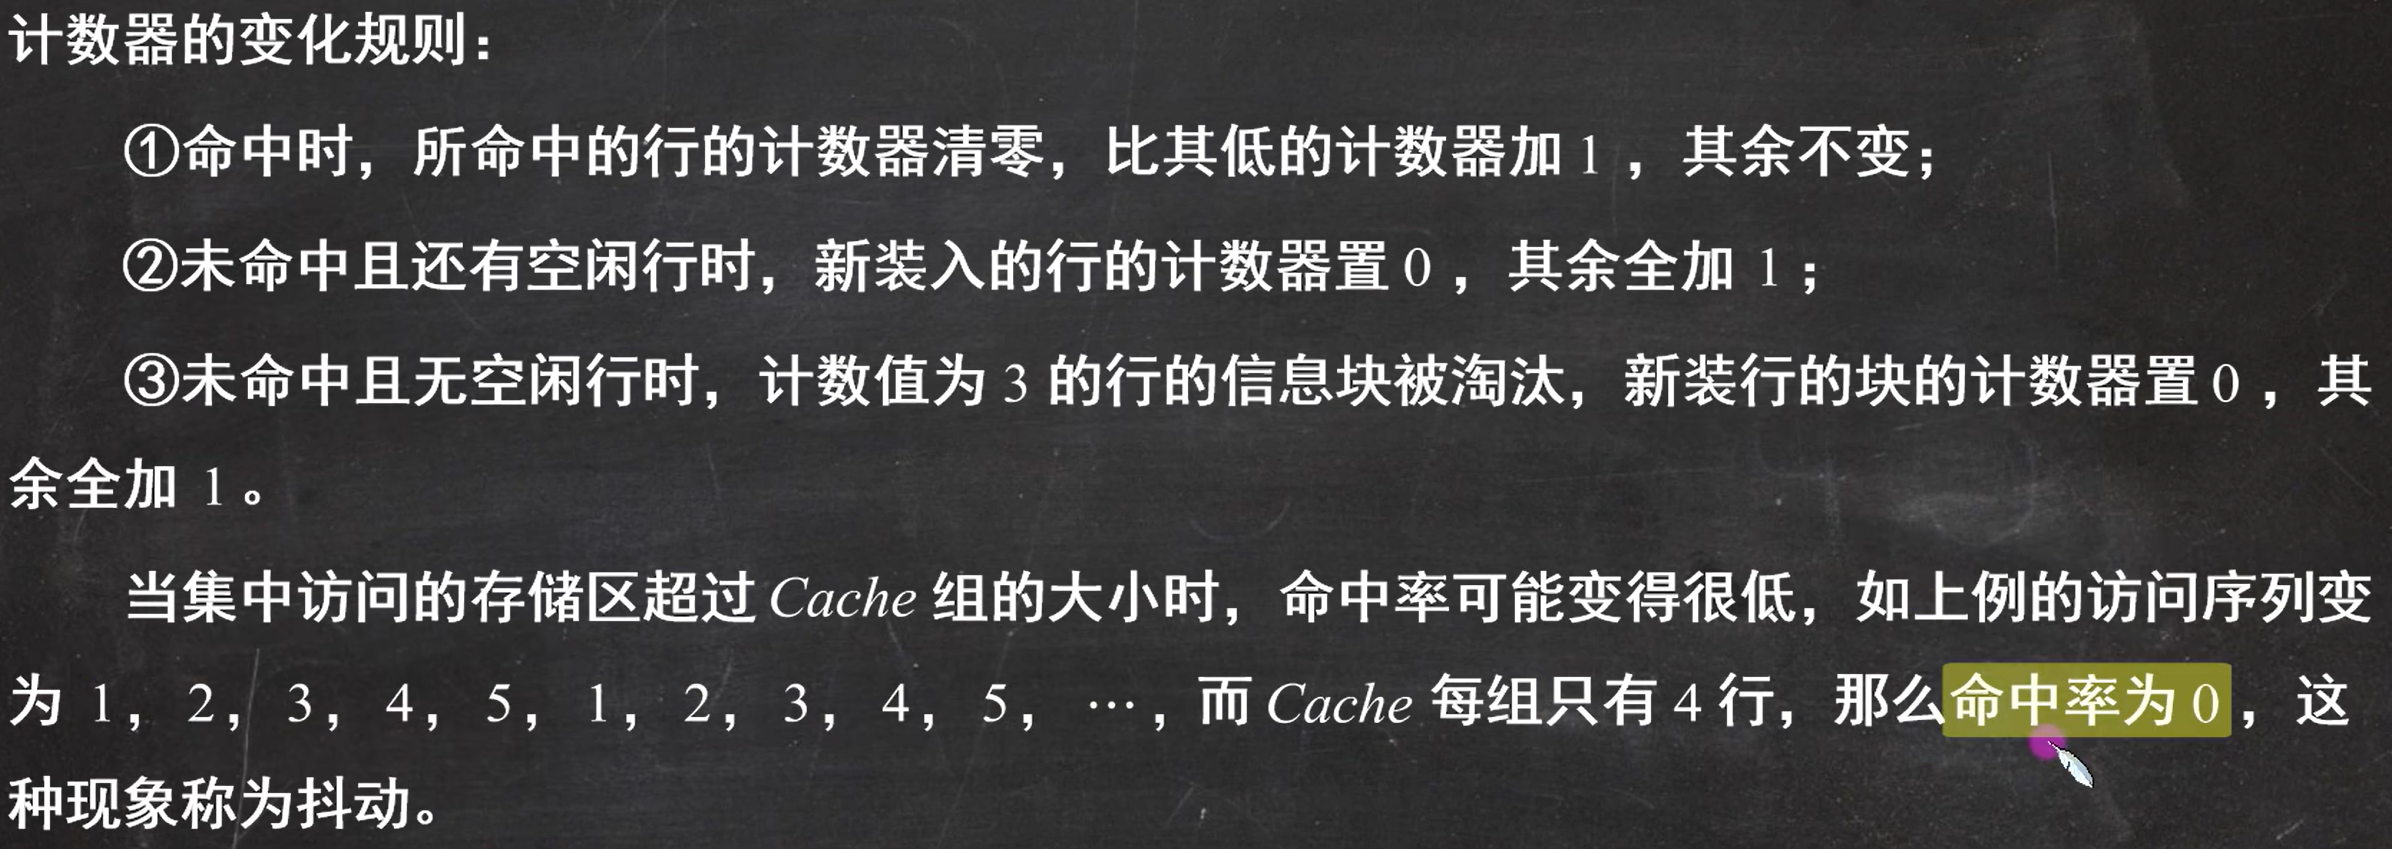 计数器的变化规则：
①命中时，所命中的行的计数器清零，比其低的计数器加 1 ，其余不变；
②未命中且还有空闲行时，新装入的行的计数器置 0 ，其余全加 1 ；
③未命中且无空闲行时，计数值为 3 的行的信息块被淘汰，新装行的块的计数器置 0 ，其
余全加 1 。
当集中访问的存储区超过 Cache 组的大小时，命中率可能变得很低，如上例的访问序列变
为 1， 2， 3， 4， 5， 1， 2， 3， 4， 5， …，而 Cache 每组只有 4 行，那么命中率为 0 ，这
种现象称为抖动。